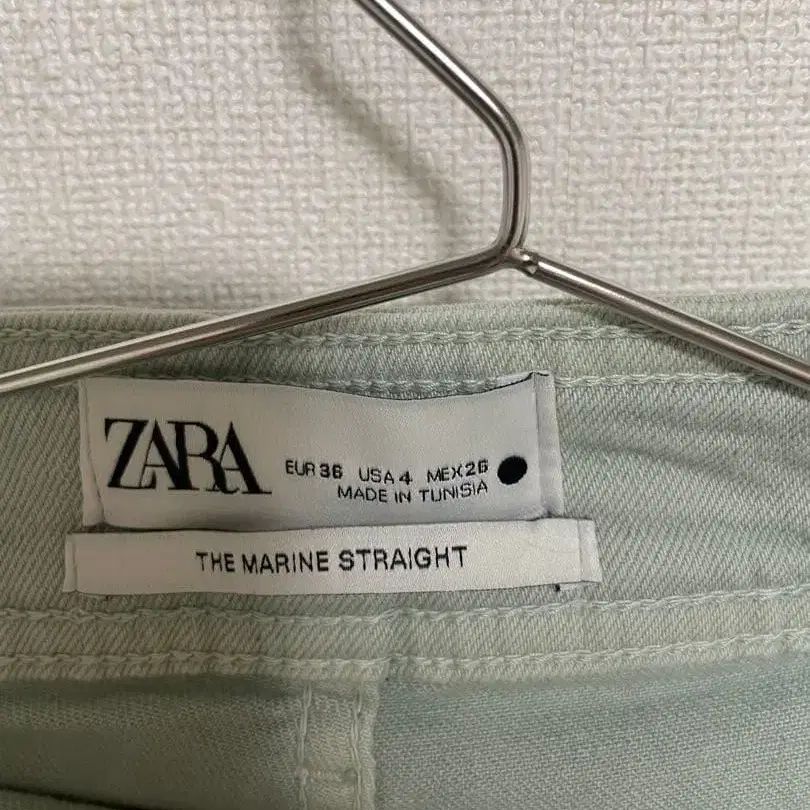 ZARA
EUR 36 USA 4 MEX 26
MADE IN TUNISIA
THE MARINE STRAIGHT